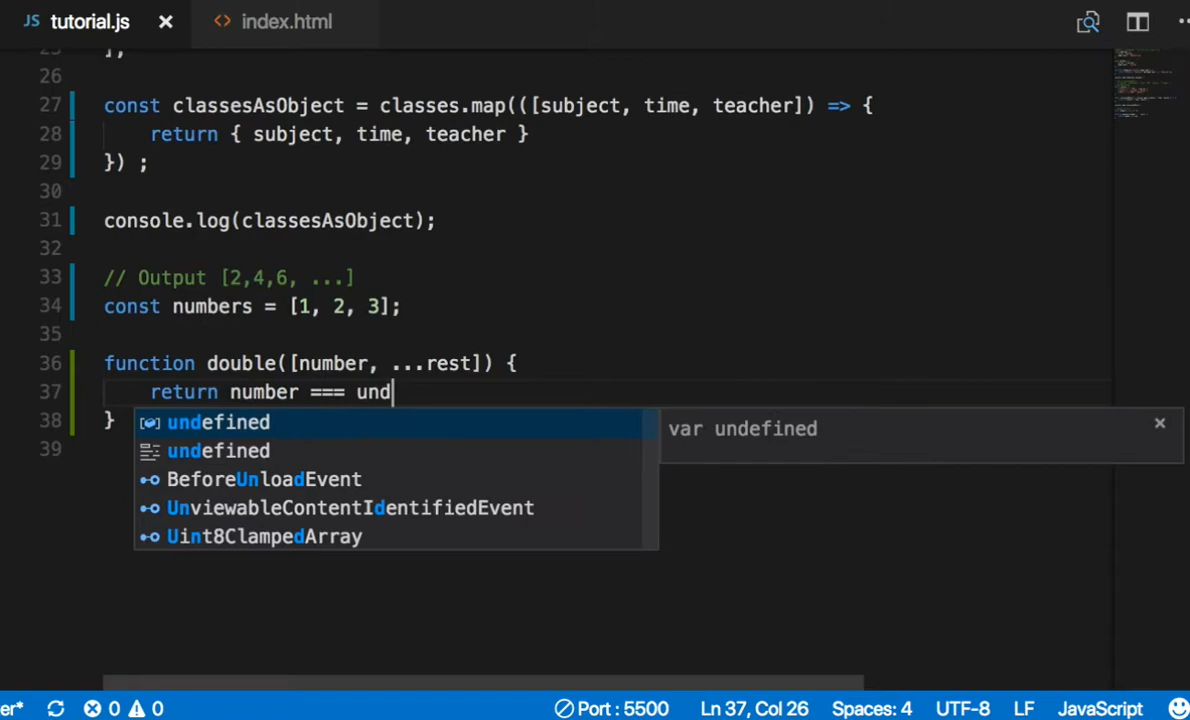 JS tutorial.js × <> index.html
25 ],
26
27 const classesAsObject = classes.map(([subject, time, teacher]) => {
28 return { subject, time, teacher }
29 }) ;
30
31 console.log(classesAsObject);
32
33 // Output [2,4,6, ...]
34 const numbers = [1, 2, 3];
35
36 function double([number, ...rest]) {
37 return number === und
38 }
undefined
var undefined ×
39
undefined
BeforeUnloadEvent
UnviewableContentIdentifiedEvent
Uint8ClampedArray
er* 0 0 Port : 5500 Ln 37, Col 26 Spaces: 4 UTF-8 LF JavaScript